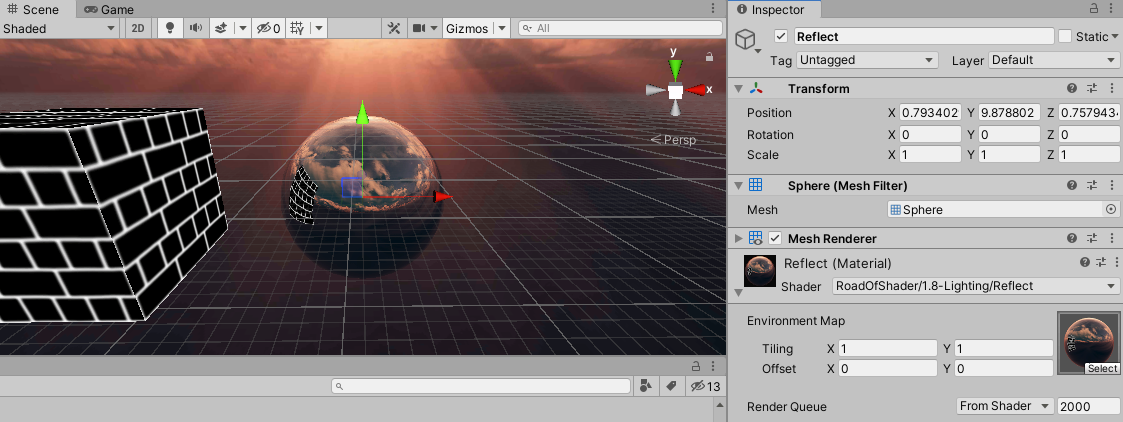 Scene Game
Shaded 2D 0 Gizmos All
y
x
Persp
13
Inspector
Reflect Static
Tag Untagged Layer Default
Transform
Position X 0.793402 Y 9.878802 Z 0.757943
Rotation X 0 Y 0 Z 0
Scale X 1 Y 1 Z 1
Sphere (Mesh Filter)
Mesh Sphere
Mesh Renderer
Reflect (Material)
Shader RoadOfShader/1.8-Lighting/Reflect
Environment Map
Tiling X 1 Y 1
Offset X 0 Y 0
Select
Render Queue From Shader 2000